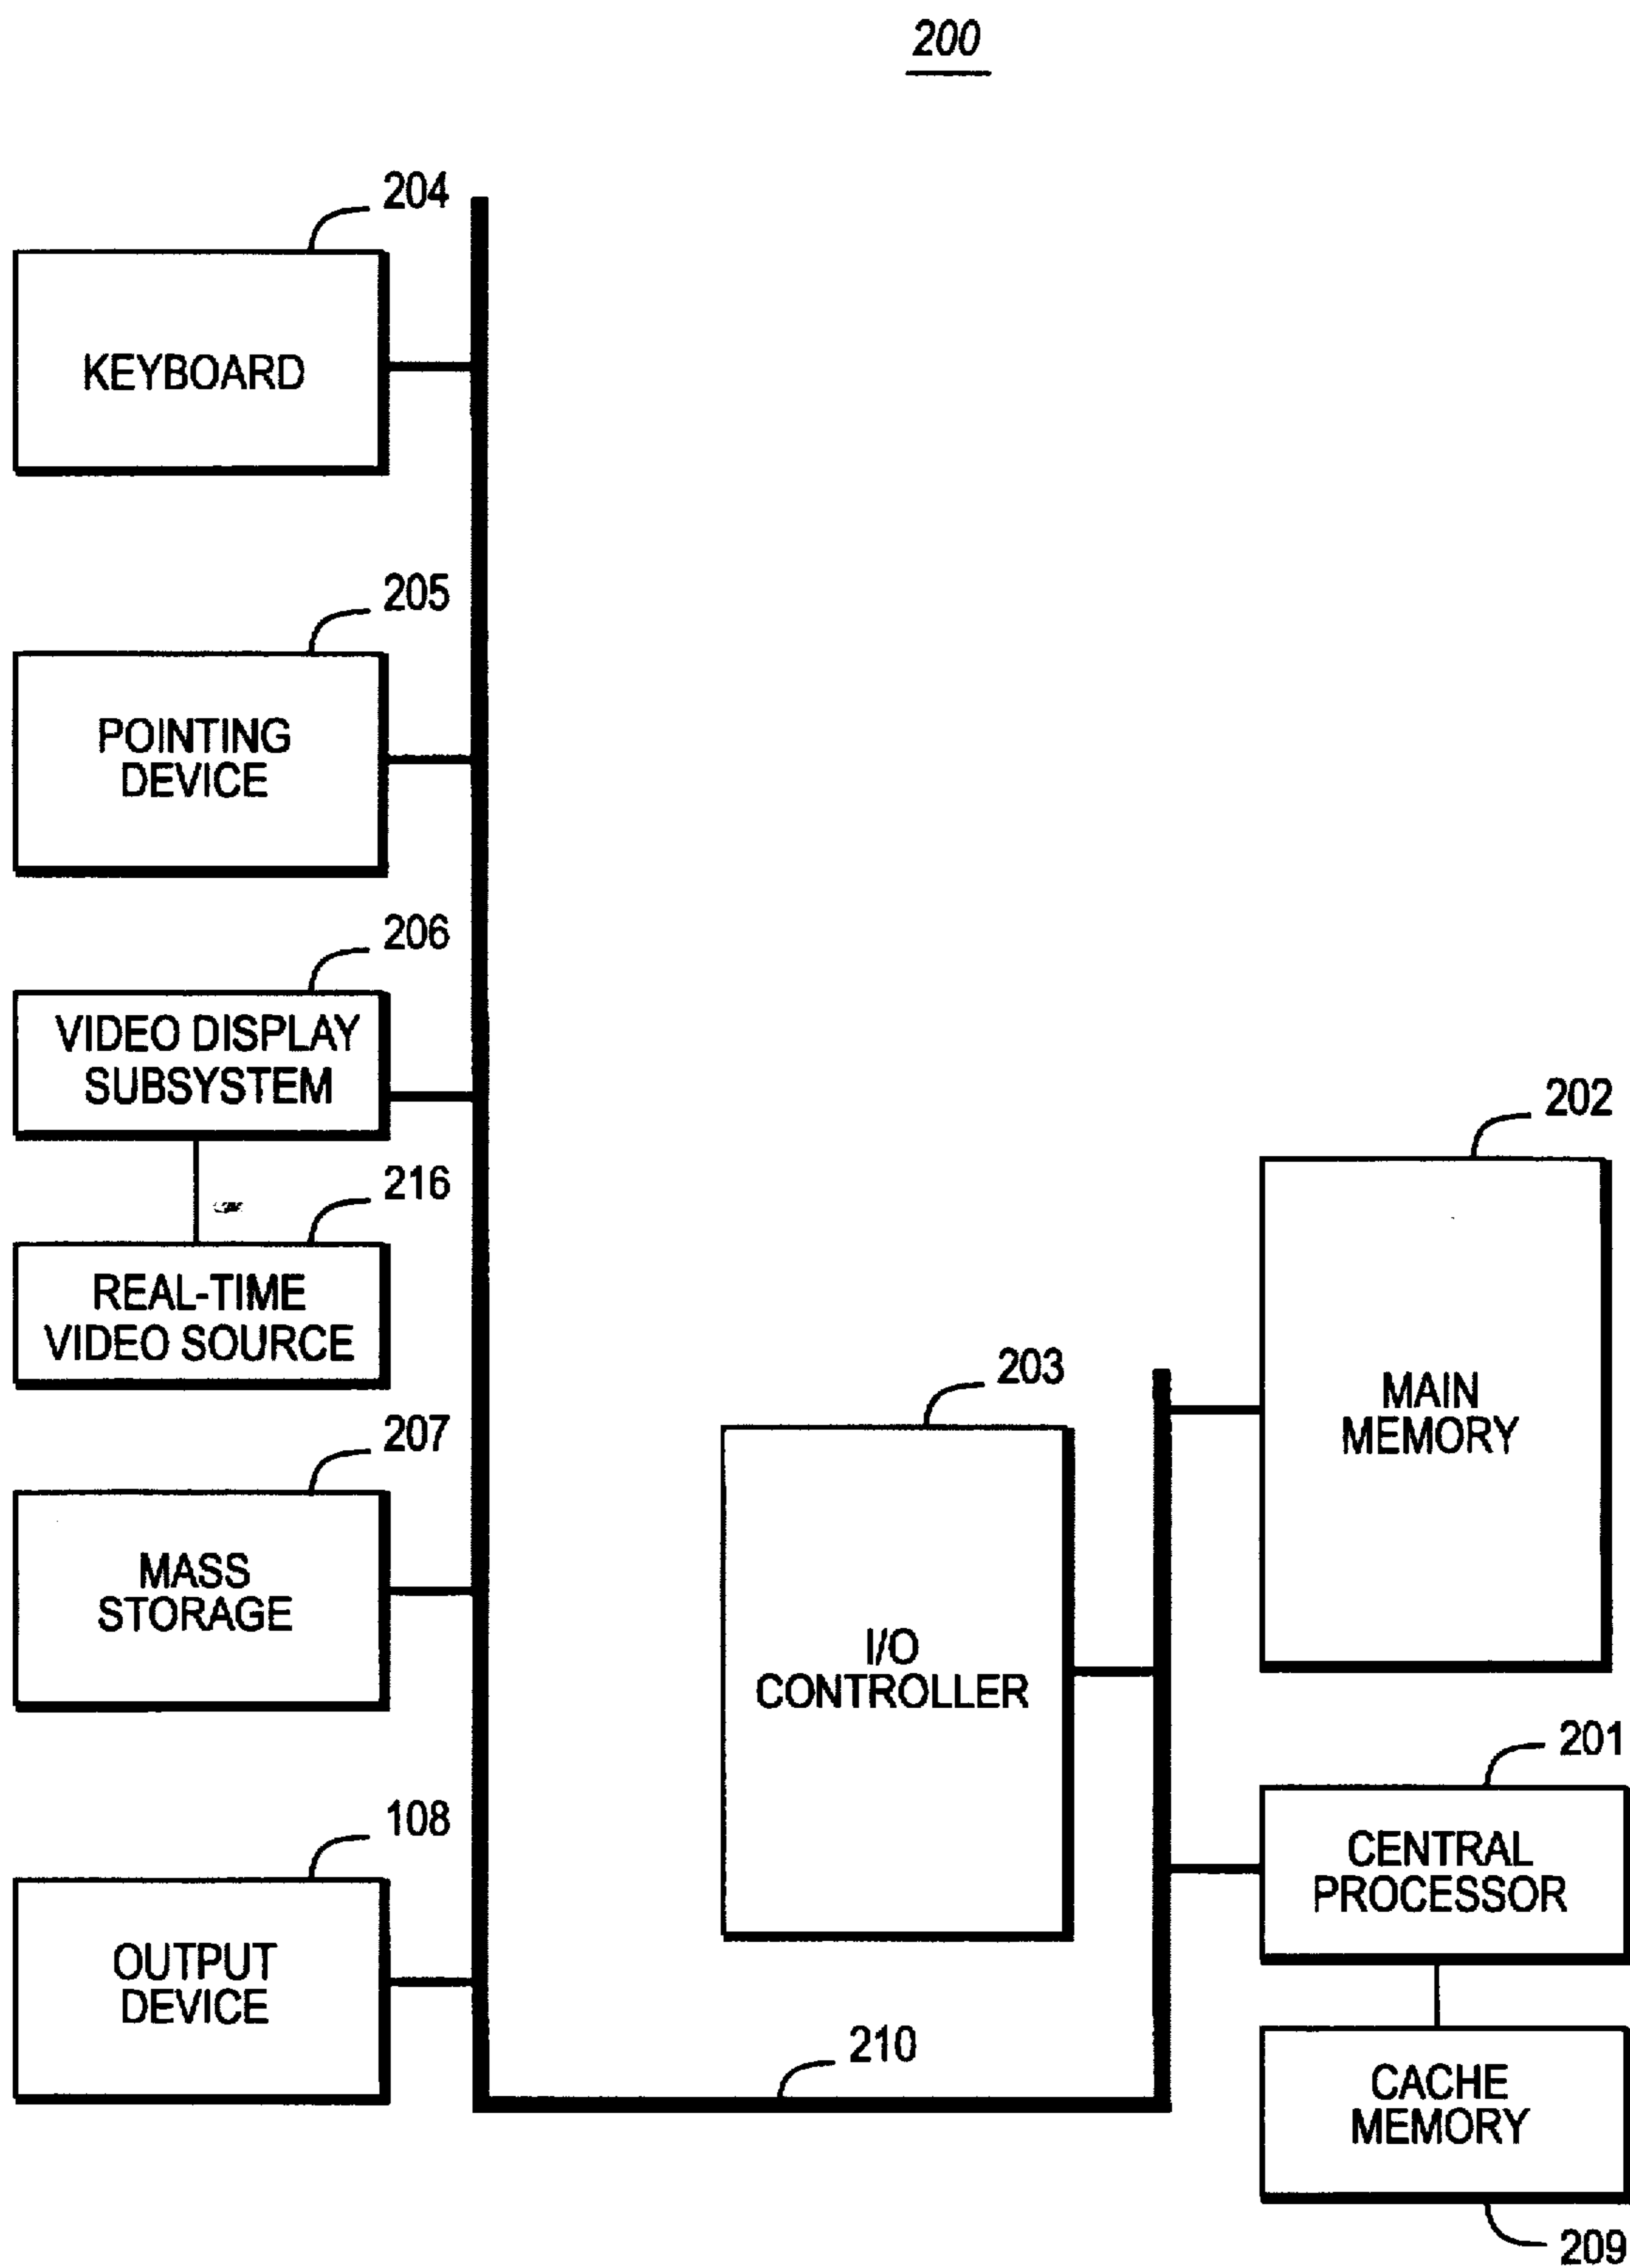 200
204
KEYBOARD
205
POINTING
DEVICE
206
VIDEO DISPLAY
SUBSYSTEM
216
REAL-TIME
VIDEO SOURCE
207
MASS
STORAGE
108
OUTPUT
DEVICE
203
I/O
CONTROLLER
210
202
MAIN
MEMORY
201
CENTRAL
PROCESSOR
CACHE
MEMORY
209